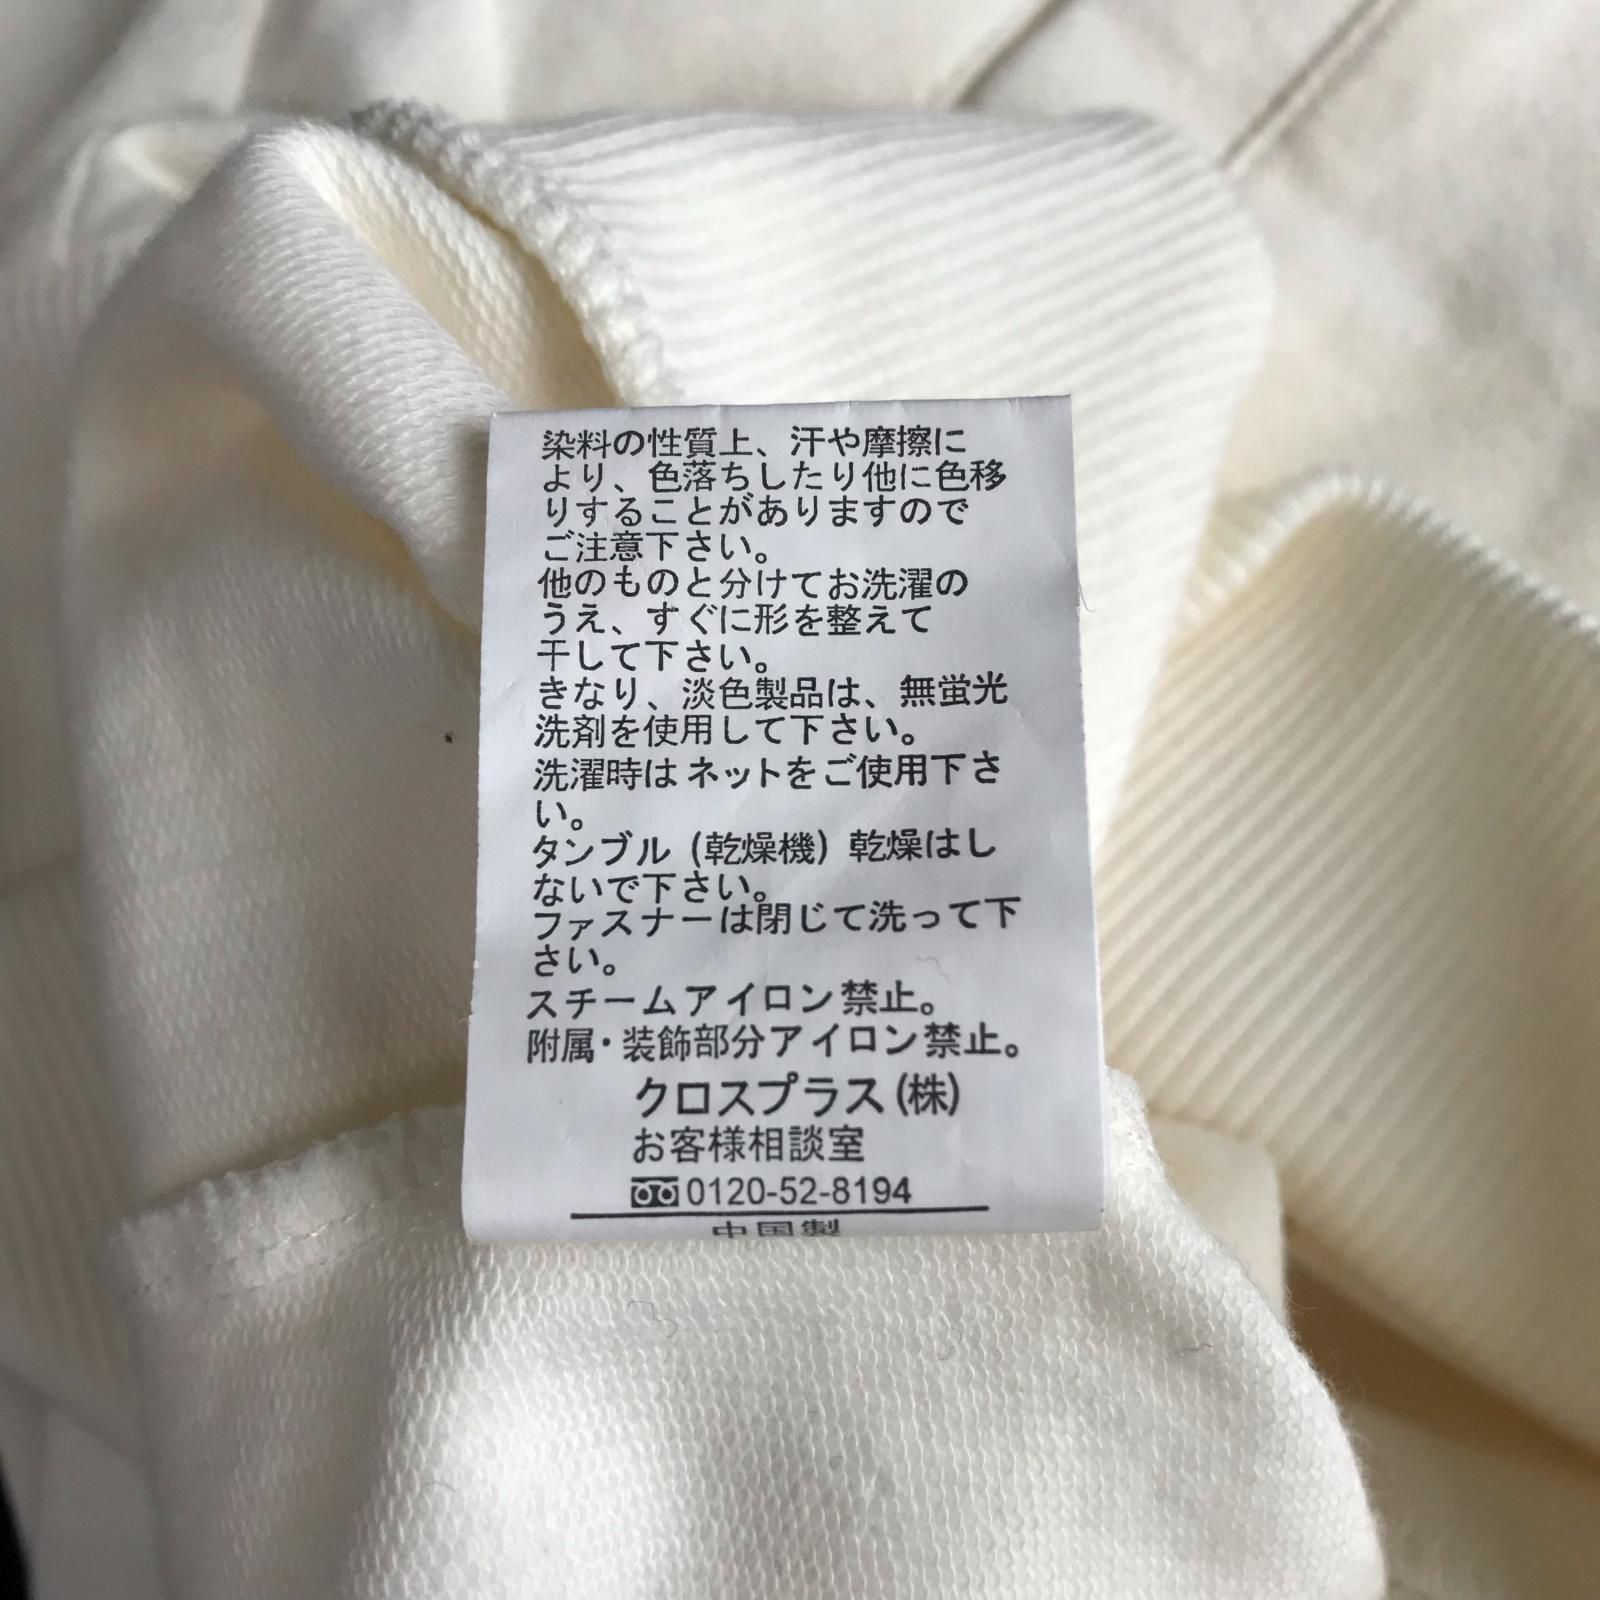 染料の性質上、汗や摩擦に
より、色落ちしたり他に色移
りすることがありますので
ご注意下さい。
他のものと分けてお洗濯の
うえ、すぐに形を整えて
干して下さい。
きなり、淡色製品は、無蛍光
洗剤を使用して下さい。
洗濯時はネットをご使用下さ
い。
タンブル(乾燥機)乾燥はし
ないで下さい。
ファスナーは閉じて洗って下
さい。
スチームアイロン禁止。
附属・装飾部分アイロン禁止。
クロスプラス(株)
お客様相談室
0120-52-8194
中国製